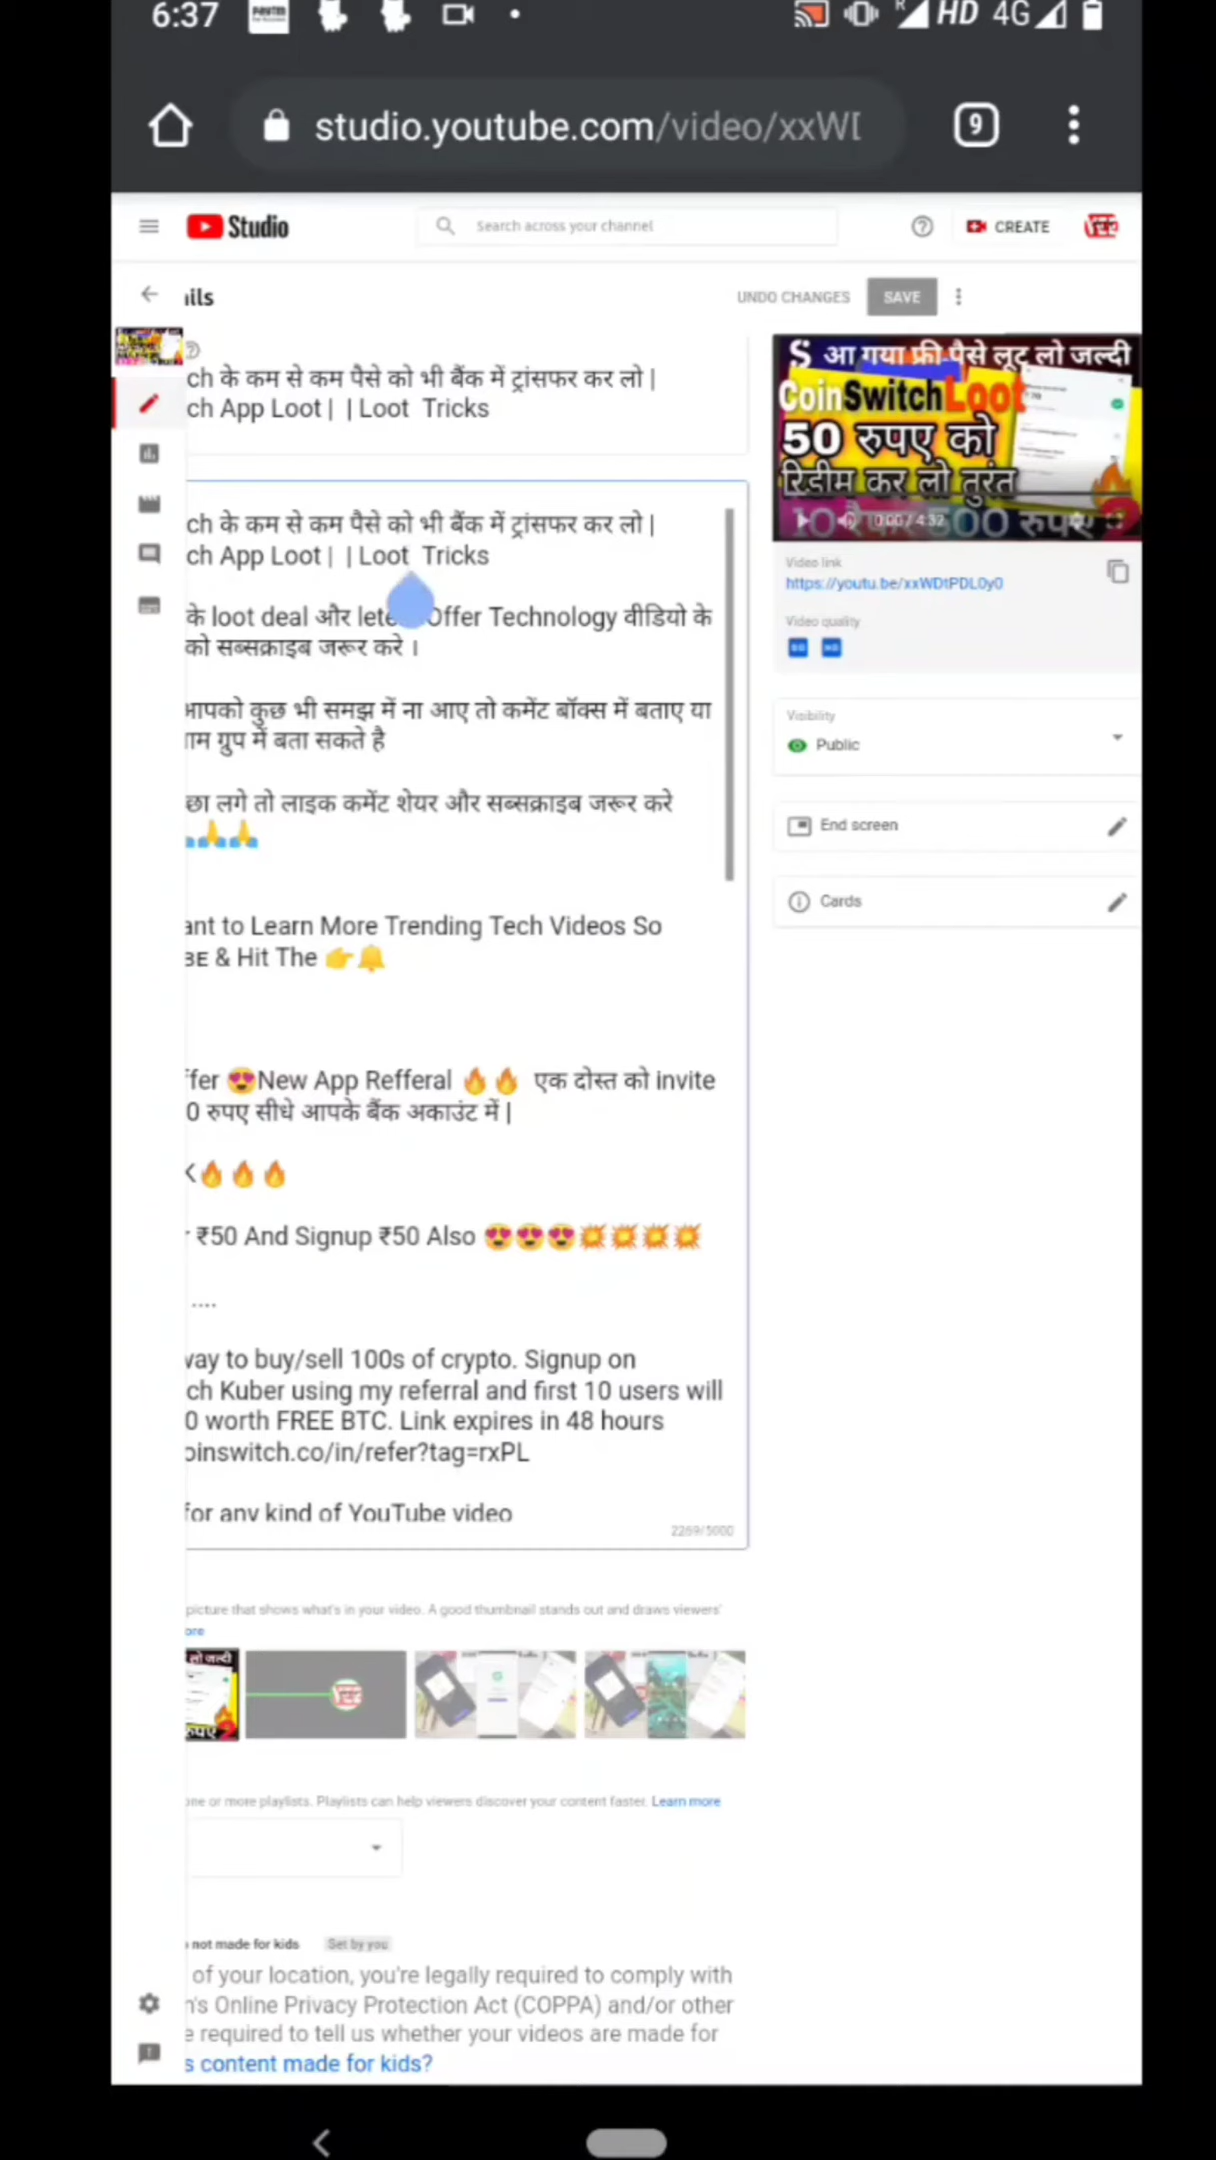 6:37
HD 4G
studio.youtube.com/video/xxWD
9
Studio
Search across your channel
CREATE
ils
UNDO CHANGES
SAVE
ch के कम से कम पैसे को भी बैंक में ट्रांसफर कर लो |
ch App Loot | | Loot Tricks
ch के कम से कम पैसे को भी बैंक में ट्रांसफर कर लो |
ch App Loot | | Loot Tricks
के loot deal और lete Offer Technology वीडियो के
को सब्सक्राइब जरूर करे ।
आपको कुछ भी समझ में ना आए तो कमेंट बॉक्स में बताए या
ाम ग्रुप में बता सकते है
छा लगे तो लाइक कमेंट शेयर और सब्सक्राइब जरूर करे
🙏🙏
ant to Learn More Trending Tech Videos So
BE & Hit The 👉🔔
fer 😍New App Refferal 🔥🔥 एक दोस्त को invite
0 रुपए सीधे आपके बैंक अकाउंट में |
K🔥🔥🔥
r ₹50 And Signup ₹50 Also 😍😍😍💥💥💥💥
....
way to buy/sell 100s of crypto. Signup on
ch Kuber using my referral and first 10 users will
0 worth FREE BTC. Link expires in 48 hours
oinswitch.co/in/refer?tag=rxPL
for any kind of YouTube video
2269/5000
picture that shows what's in your video. A good thumbnail stands out and draws viewers'
ore
one or more playlists. Playlists can help viewers discover your content faster. Learn more
not made for kids Set by you
of your location, you're legally required to comply with
n's Online Privacy Protection Act (COPPA) and/or other
e required to tell us whether your videos are made for
s content made for kids?
आ गया फ्री पैसे लूट लो जल्दी
CoinSwitch Loot
50 रुपए को
रिडीम कर लो तुरंत
0:00 / 4:32
Video link
https://youtu.be/xxWDtPDL0y0
Video quality
SD HD
Visibility
Public
End screen
Cards